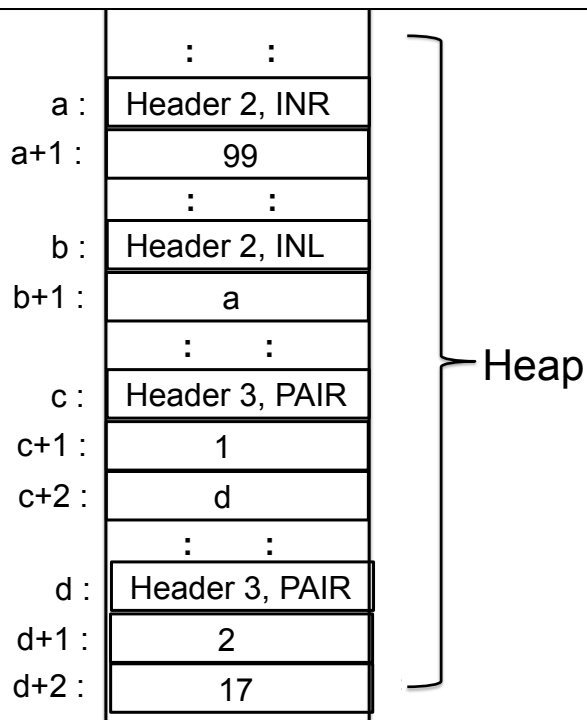 : :
a : Header 2, INR
a+1 : 99
: :
b : Header 2, INL
b+1 : a
: :
Heap
c : Header 3, PAIR
c+1 : 1
c+2 : d
: :
d : Header 3, PAIR
d+1 : 2
d+2 : 17